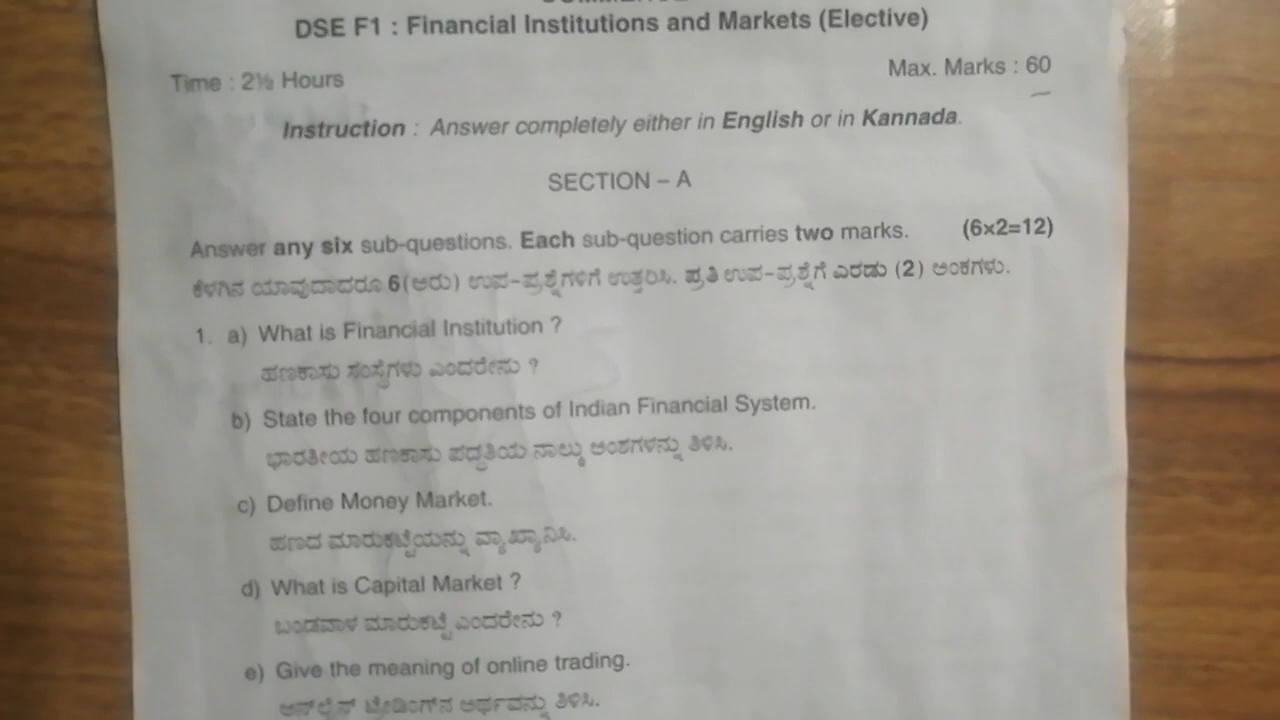 DSE F1 : Financial Institutions and Markets (Elective)
Time : 2½ Hours
Max. Marks : 60
Instruction : Answer completely either in English or in Kannada.
SECTION – A
Answer any six sub-questions. Each sub-question carries two marks. (6×2=12)
ಕೆಳಗಿನ ಯಾವುದಾದರೂ 6(ಆರು) ಉಪ-ಪ್ರಶ್ನೆಗಳಿಗೆ ಉತ್ತರಿಸಿ. ಪ್ರತಿ ಉಪ-ಪ್ರಶ್ನೆಗೆ ಎರಡು (2) ಅಂಕಗಳು.
1. a) What is Financial Institution ?
ಹಣಕಾಸು ಸಂಸ್ಥೆಗಳು ಎಂದರೇನು ?
b) State the four components of Indian Financial System.
ಭಾರತೀಯ ಹಣಕಾಸು ಪದ್ಧತಿಯ ನಾಲ್ಕು ಅಂಶಗಳನ್ನು ತಿಳಿಸಿ.
c) Define Money Market.
ಹಣದ ಮಾರುಕಟ್ಟೆಯನ್ನು ವ್ಯಾಖ್ಯಾನಿಸಿ.
d) What is Capital Market ?
ಬಂಡವಾಳ ಮಾರುಕಟ್ಟೆ ಎಂದರೇನು ?
e) Give the meaning of online trading.
ಆನ್‌ಲೈನ್ ಟ್ರೇಡಿಂಗ್‌ನ ಅರ್ಥವನ್ನು ತಿಳಿಸಿ.